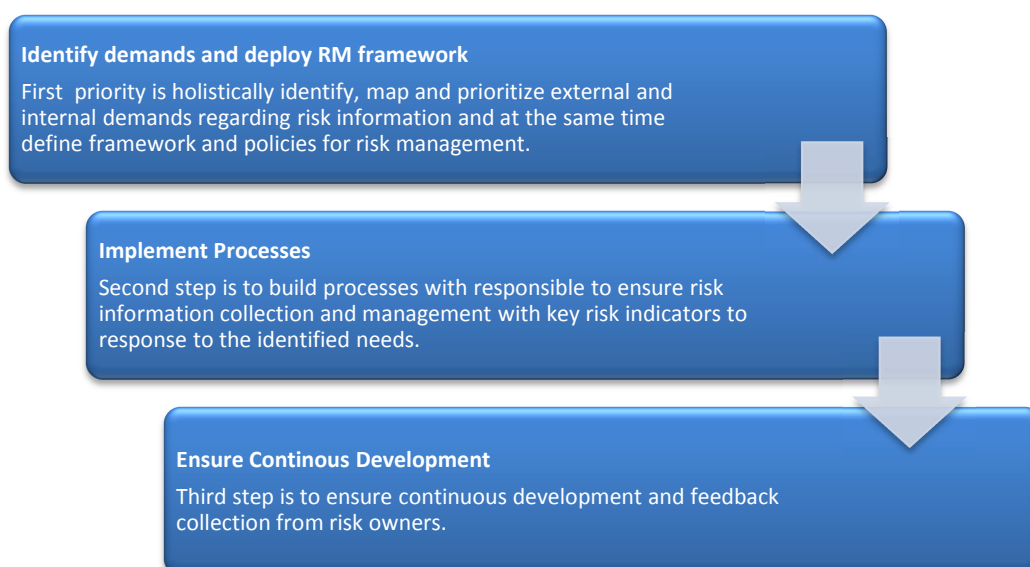 Identify demands and deploy RM framework
First  priority is holistically identify, map and prioritize external and
internal demands regarding risk information and at the same time
define framework and policies for risk management.
Implement Processes
Second step is to build processes with responsible to ensure risk
information collection and management with key risk indicators to
response to the identified needs.
Ensure Continous Development
Third step is to ensure continuous development and feedback
collection from risk owners.